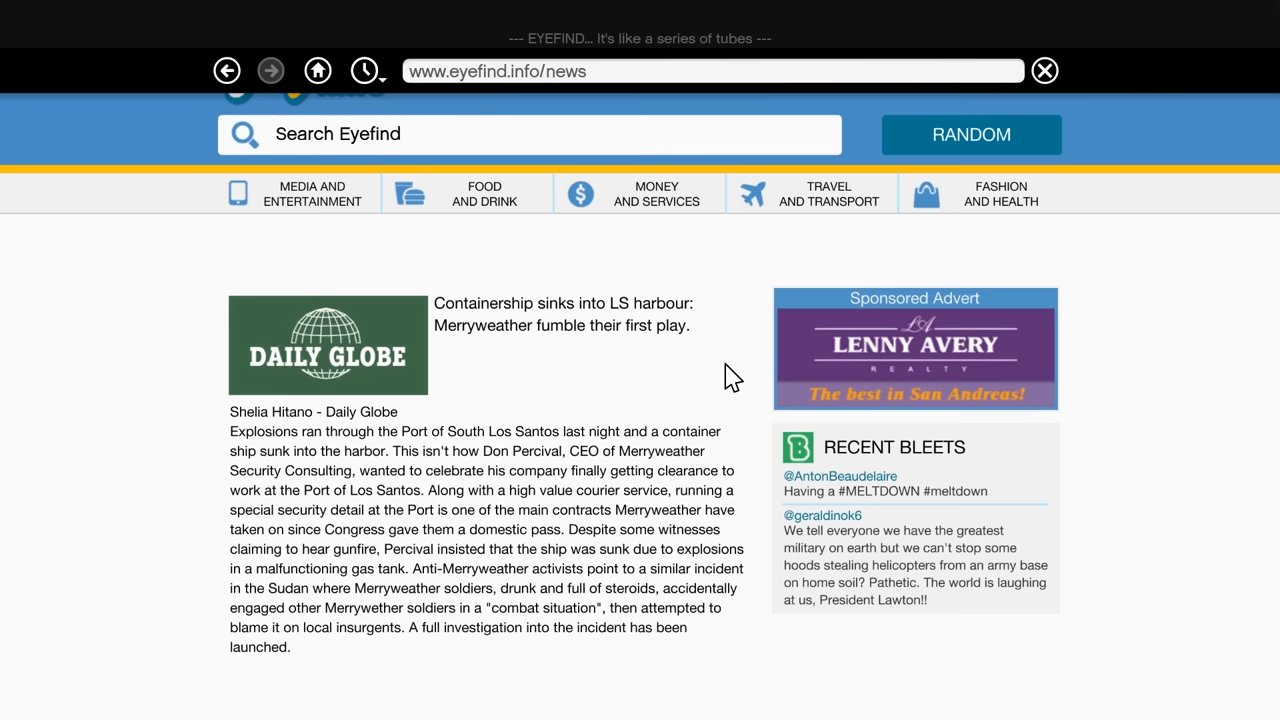 --- EYEFIND... It's like a series of tubes ---
www.eyefind.info/news
Search Eyefind
RANDOM
MEDIA AND
ENTERTAINMENT
FOOD
AND DRINK
MONEY
AND SERVICES
TRAVEL
AND TRANSPORT
FASHION
AND HEALTH
DAILY GLOBE
Containership sinks into LS harbour:
Merryweather fumble their first play.
Shelia Hitano - Daily Globe
Explosions ran through the Port of South Los Santos last night and a container
ship sunk into the harbor. This isn't how Don Percival, CEO of Merryweather
Security Consulting, wanted to celebrate his company finally getting clearance to
work at the Port of Los Santos. Along with a high value courier service, running a
special security detail at the Port is one of the main contracts Merryweather have
taken on since Congress gave them a domestic pass. Despite some witnesses
claiming to hear gunfire, Percival insisted that the ship was sunk due to explosions
in a malfunctioning gas tank. Anti-Merryweather activists point to a similar incident
in the Sudan where Merryweather soldiers, drunk and full of steroids, accidentally
engaged other Merrywether soldiers in a "combat situation", then attempted to
blame it on local insurgents. A full investigation into the incident has been
launched.
Sponsored Advert
LA
LENNY AVERY
REALTY
The best in San Andreas!
B
RECENT BLEETS
@AntonBeaudelaire
Having a #MELTDOWN #meltdown
@geraldinok6
We tell everyone we have the greatest
military on earth but we can't stop some
hoods stealing helicopters from an army base
on home soil? Pathetic. The world is laughing
at us, President Lawton!!